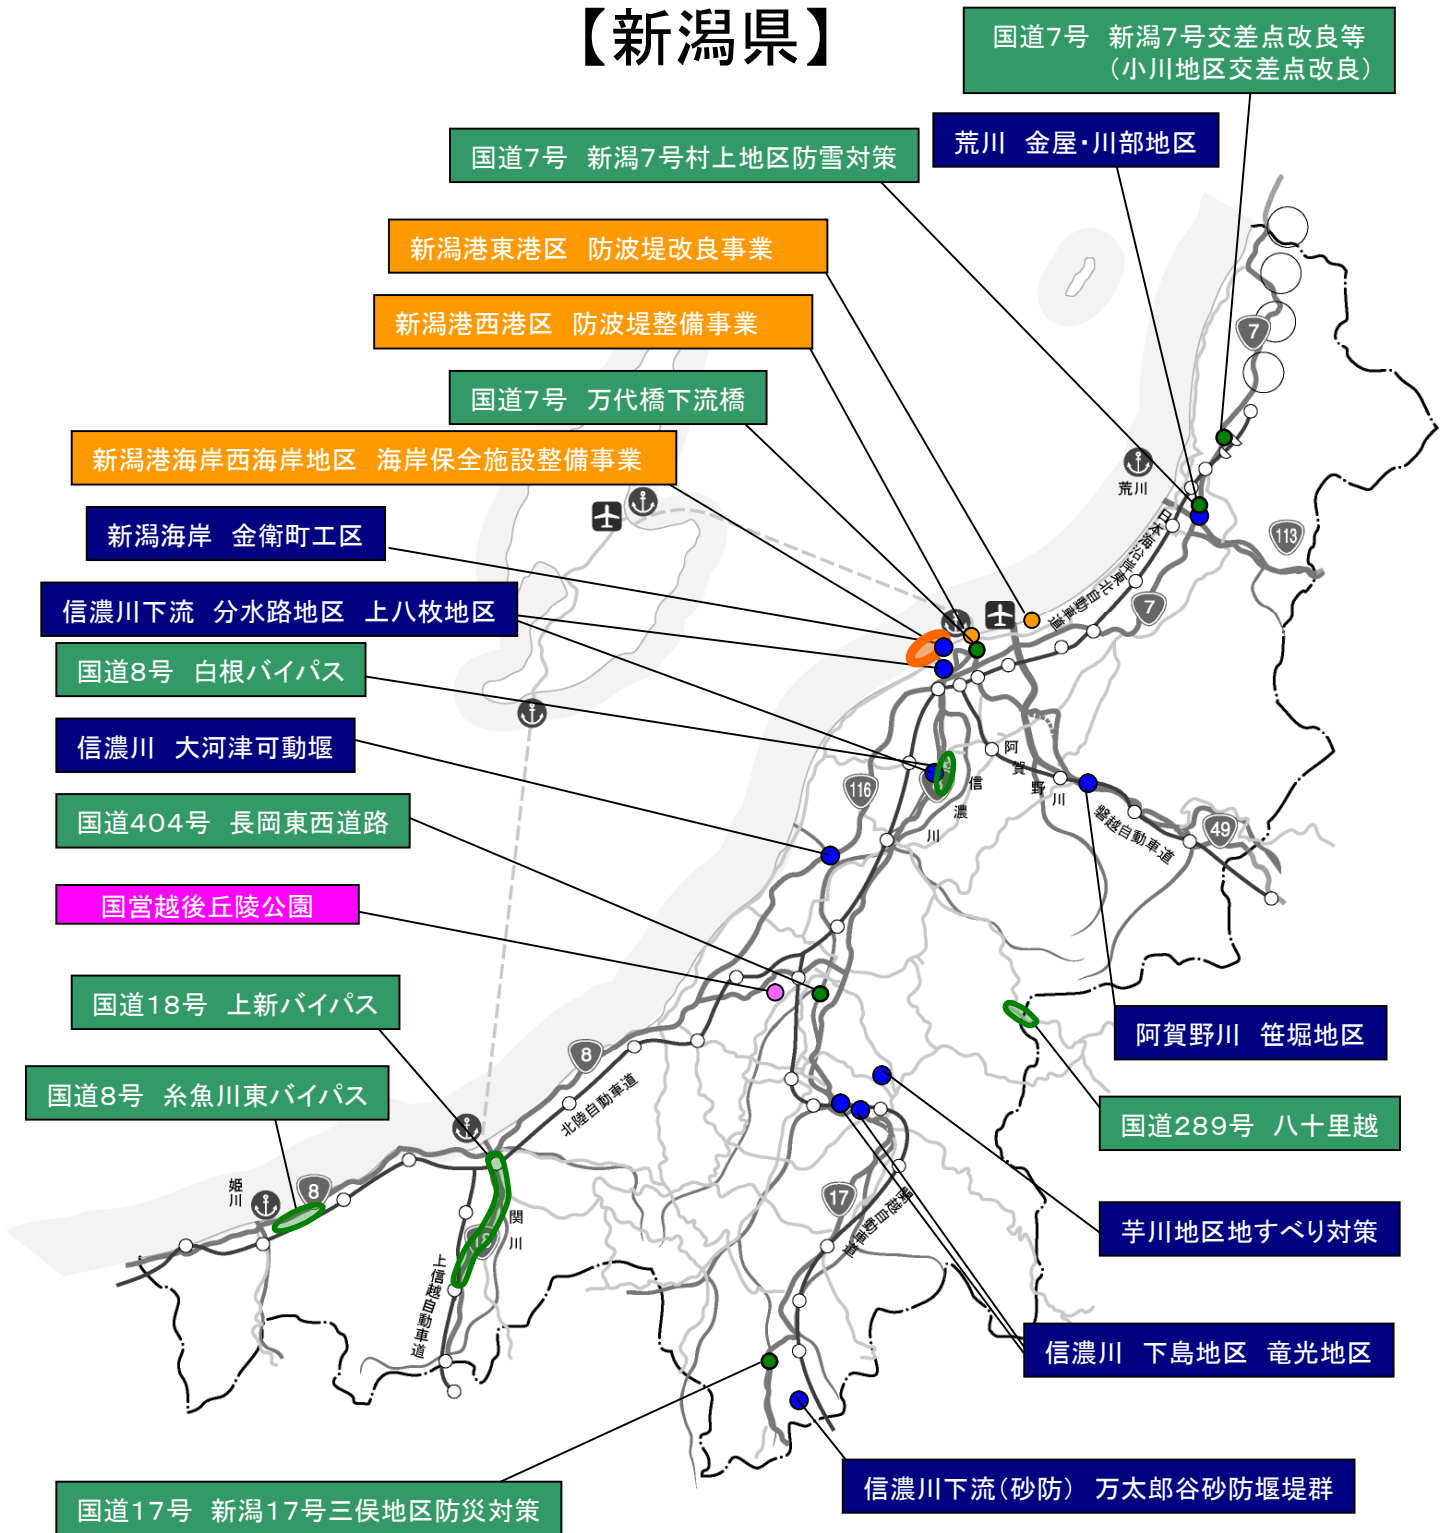 【新潟県】
国道7号 新潟7号交差点改良等
（小川地区交差点改良）
荒川 金屋・川部地区
国道7号 新潟7号村上地区防雪対策
新潟港東港区 防波堤改良事業
新潟港西港区 防波堤整備事業
7
国道7号 万代橋下流橋
新潟港海岸西海岸地区 海岸保全施設整備事業
荒川
新潟海岸 金衛町工区
113
日本海沿岸東北自動車道
7
信濃川下流 分水路地区 上八枚地区
国道8号 白根バイパス
信濃川 大河津可動堰
阿賀野川
116
信濃川
国道404号 長岡東西道路
磐越自動車道
49
国営越後丘陵公園
国道18号 上新バイパス
阿賀野川 笹堀地区
8
国道8号 糸魚川東バイパス
北陸自動車道
国道289号 八十里越
姫川
8
17
関越自動車道
関川
18
芋川地区地すべり対策
上信越自動車道
信濃川 下島地区 竜光地区
信濃川下流（砂防） 万太郎谷砂防堰堤群
国道17号 新潟17号三俣地区防災対策